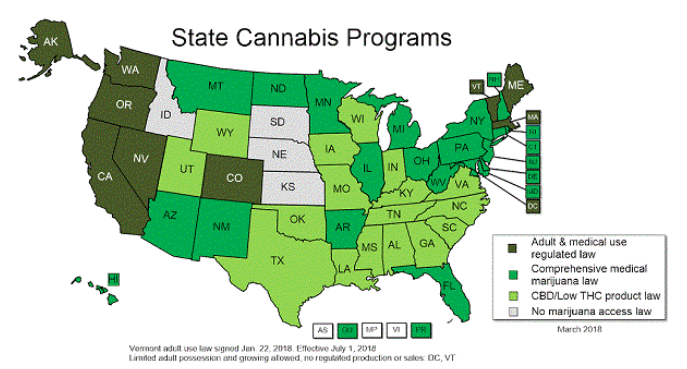 State Cannabis Programs
AK
WA
OR
CA
NV
ID
MT
WY
UT
CO
AZ
NM
ND
SD
NE
KS
OK
TX
MN
IA
MO
AR
LA
WI
IL
MI
IN
OH
KY
TN
MS
AL
GA
FL
SC
NC
VA
WV
PA
NY
VT
NH
ME
MA
RI
CT
NJ
DE
MD
DC
HI
AS
GU
MP
VI
PR
Adult & medical use
regulated law
Comprehensive medical
marijuana law
CBD/Low THC product law
No marijuana access law
March 2018
Vermont adult use law signed Jan. 22, 2018. Effective July 1, 2018
Limited adult possession and growing allowed, no regulated production or sales: DC, VT